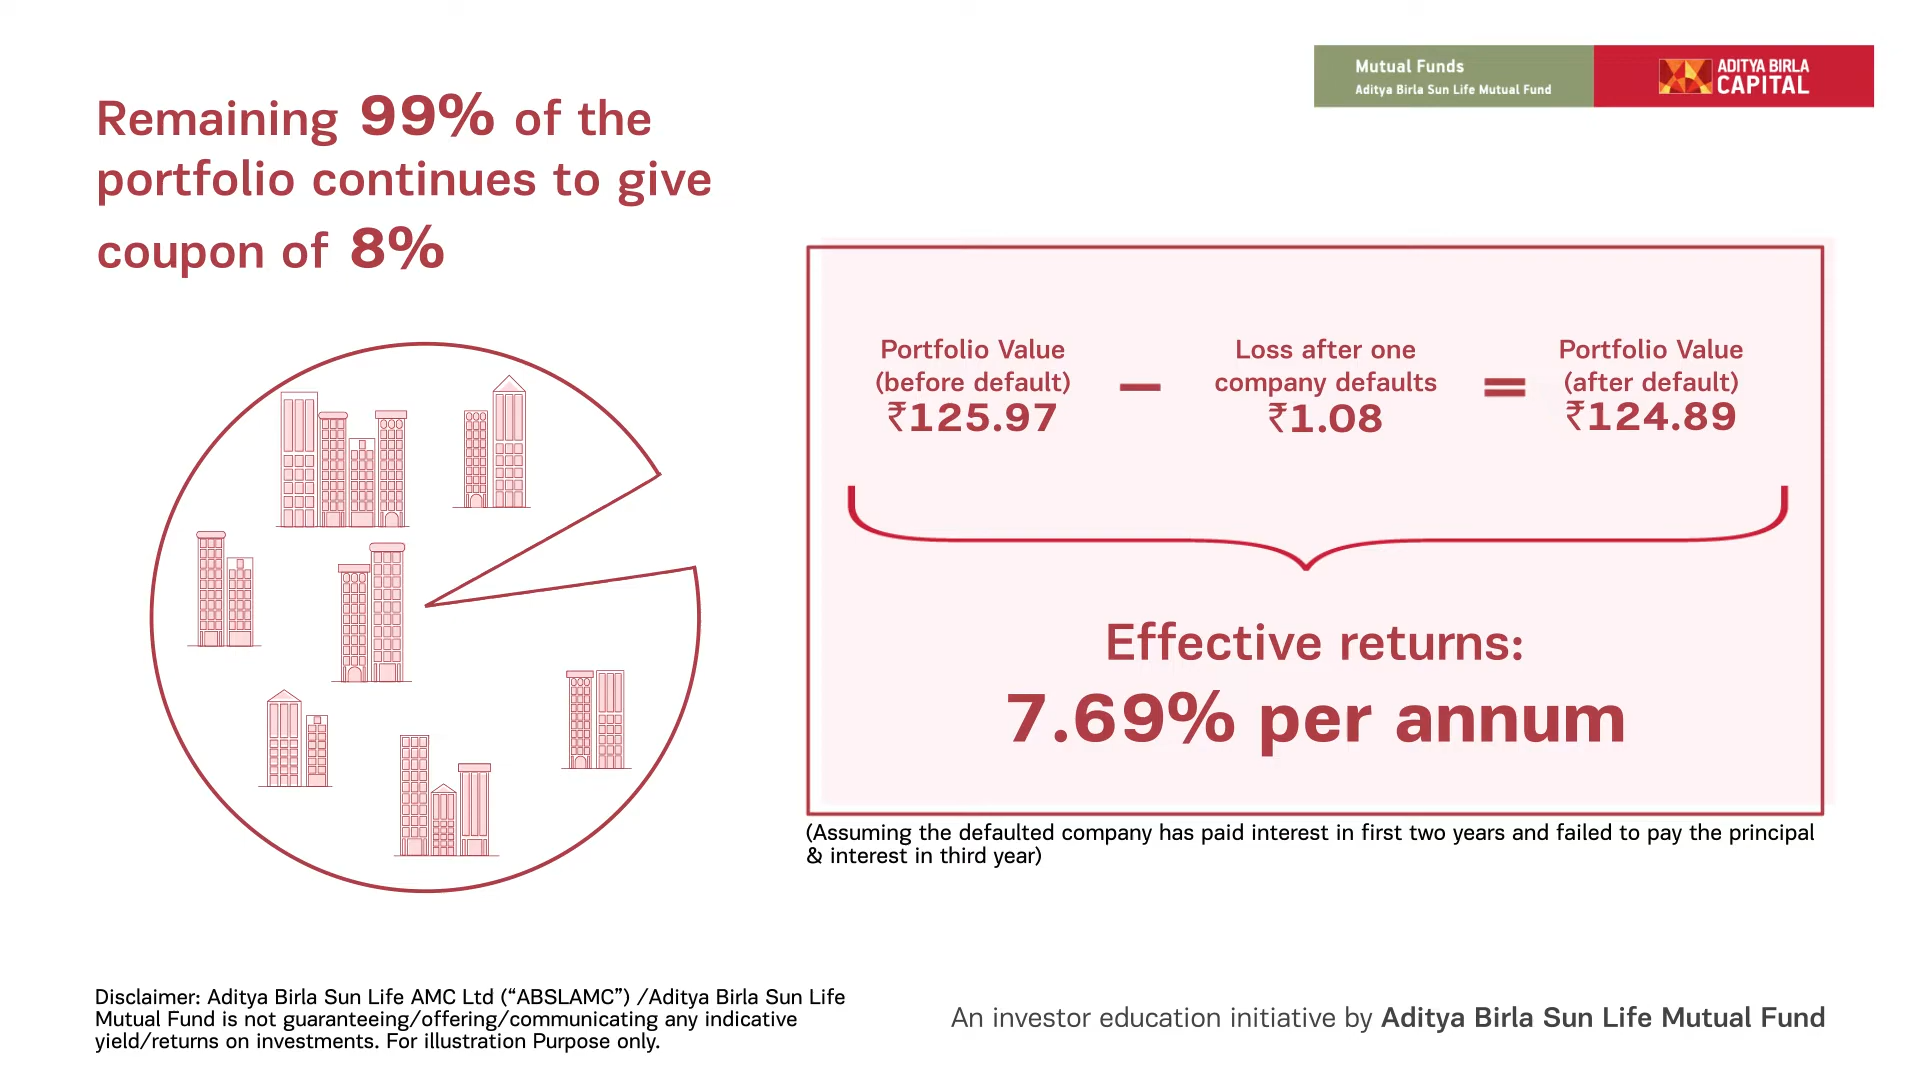 Mutual Funds
Aditya Birla Sun Life Mutual Fund
ADITYA BIRLA
CAPITAL
Remaining 99% of the
portfolio continues to give
coupon of 8%
Portfolio Value
(before default)
₹125.97
–
Loss after one
company defaults
₹1.08
=
Portfolio Value
(after default)
₹124.89
Effective returns:
7.69% per annum
(Assuming the defaulted company has paid interest in first two years and failed to pay the principal
& interest in third year)
Disclaimer: Aditya Birla Sun Life AMC Ltd (“ABSLAMC”) /Aditya Birla Sun Life
Mutual Fund is not guaranteeing/offering/communicating any indicative
yield/returns on investments. For illustration Purpose only.
An investor education initiative by Aditya Birla Sun Life Mutual Fund